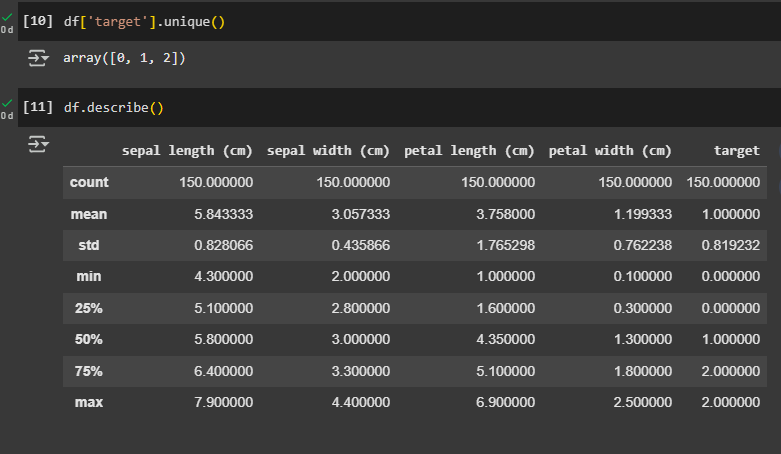 [10] df['target'].unique()
0 d
array([0, 1, 2])
[11] df.describe()
0 d
sepal length (cm) sepal width (cm) petal length (cm) petal width (cm) target
count 150.000000 150.000000 150.000000 150.000000 150.000000
mean 5.843333 3.057333 3.758000 1.199333 1.000000
std 0.828066 0.435866 1.765298 0.762238 0.819232
min 4.300000 2.000000 1.000000 0.100000 0.000000
25% 5.100000 2.800000 1.600000 0.300000 0.000000
50% 5.800000 3.000000 4.350000 1.300000 1.000000
75% 6.400000 3.300000 5.100000 1.800000 2.000000
max 7.900000 4.400000 6.900000 2.500000 2.000000